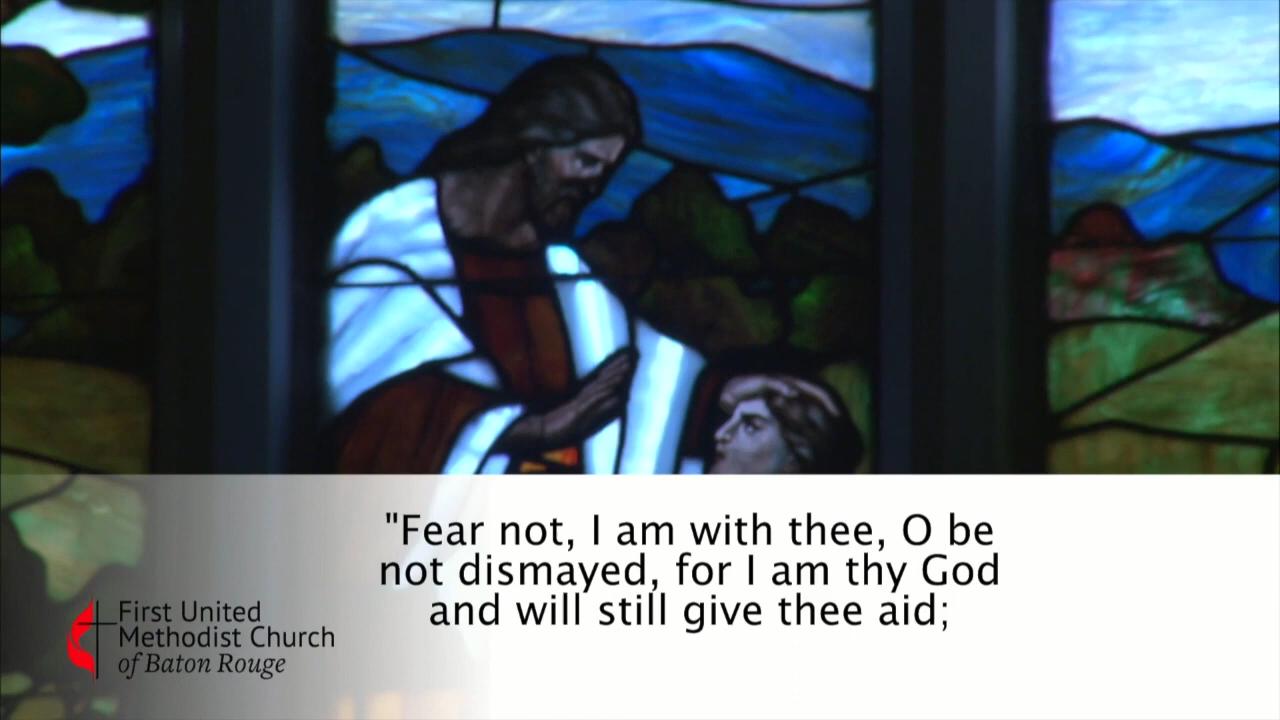 "Fear not, I am with thee, O be
not dismayed, for I am thy God
and will still give thee aid;
First United
Methodist Church
of Baton Rouge